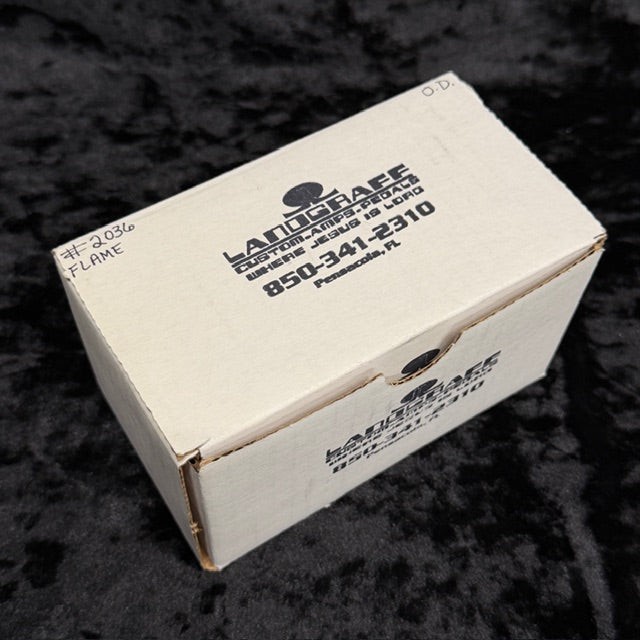 O.D.
#2036
FLAME
LANDGRAFF
CUSTOM-AMPS-PEDALS
WHERE JESUS IS LORD
850-341-2310
Pensacola, FL
LANDGRAFF
850-341-2310